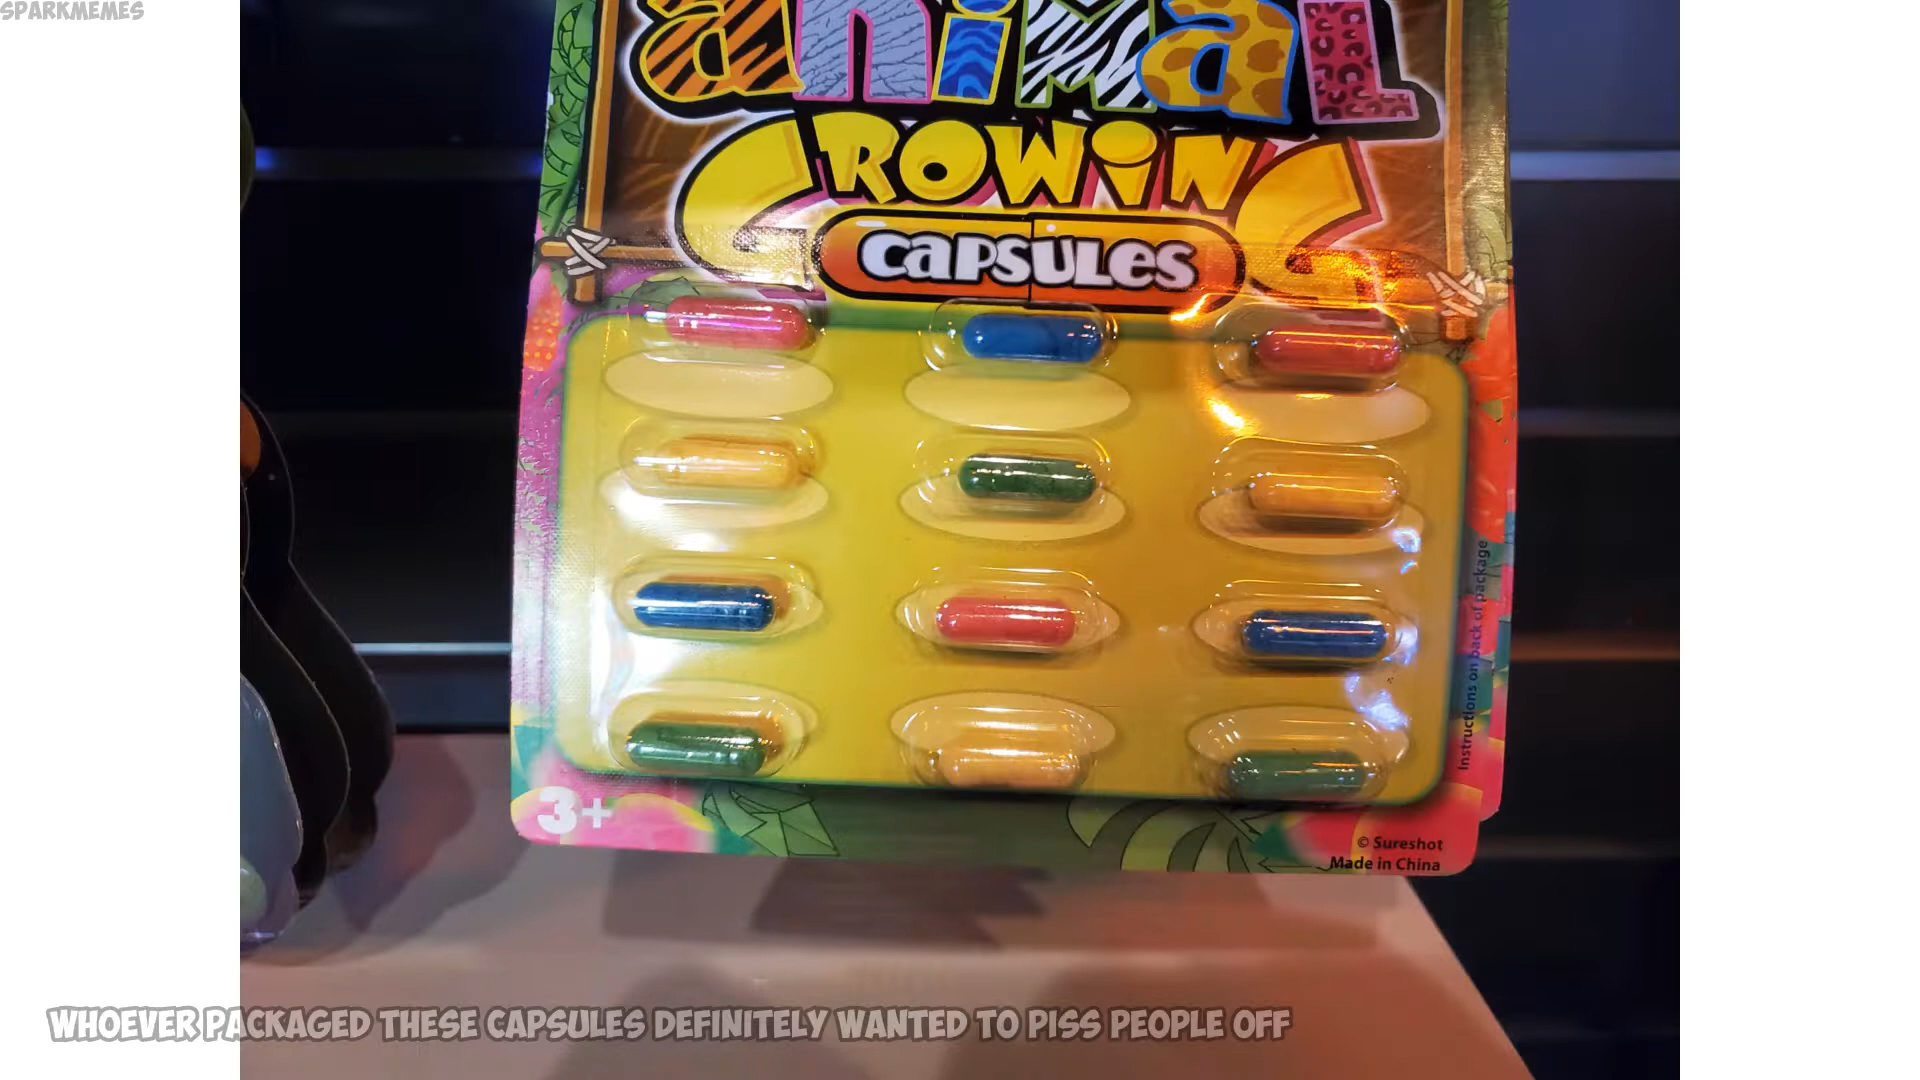 SPARKMEMES
animal
GROWING
CAPSULES
Instructions on back of package
3+
© Sureshot
Made in China
WHOEVER PACKAGED THESE CAPSULES DEFINITELY WANTED TO PISS PEOPLE OFF